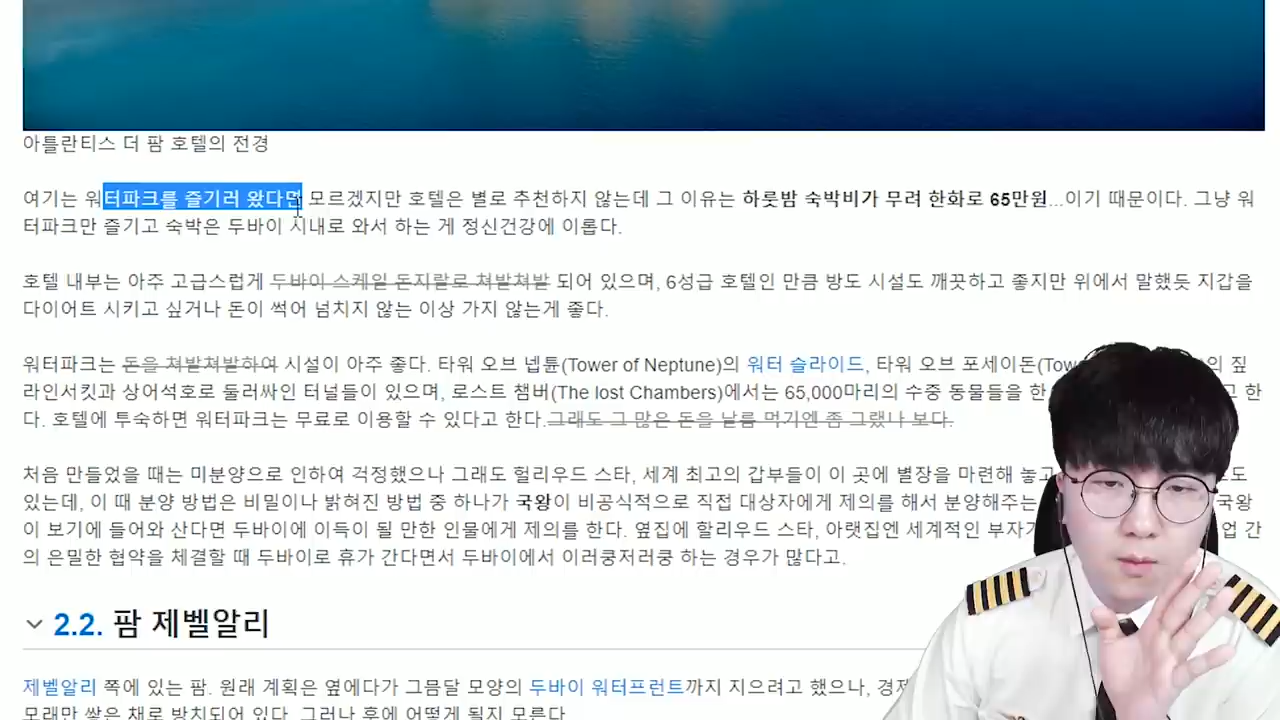 아틀란티스 더 팜 호텔의 전경
여기는 워터파크를 즐기러 왔다면 모르겠지만 호텔은 별로 추천하지 않는데 그 이유는 하룻밤 숙박비가 무려 한화로 65만원...이기 때문이다. 그냥 워
터파크만 즐기고 숙박은 두바이 시내로 와서 하는 게 정신건강에 이롭다.
호텔 내부는 아주 고급스럽게 두바이 스케일 돈지랄로 쳐발쳐발 되어 있으며, 6성급 호텔인 만큼 방도 시설도 깨끗하고 좋지만 위에서 말했듯 지갑을
다이어트 시키고 싶거나 돈이 썩어 넘치지 않는 이상 가지 않는게 좋다.
워터파크는 돈을 쳐발쳐발하여 시설이 아주 좋다. 타워 오브 넵튠(Tower of Neptune)의 워터 슬라이드, 타워 오브 포세이돈(Tow 의 짚
라인서킷과 상어석호로 둘러싸인 터널들이 있으며, 로스트 챔버(The lost Chambers)에서는 65,000마리의 수중 동물들을 한 고 한
다. 호텔에 투숙하면 워터파크는 무료로 이용할 수 있다고 한다.그래도 그 많은 돈을 날름 먹기엔 좀 그랬나 보다.
처음 만들었을 때는 미분양으로 인하여 걱정했으나 그래도 헐리우드 스타, 세계 최고의 갑부들이 이 곳에 별장을 마련해 놓고 도
있는데, 이 때 분양 방법은 비밀이나 밝혀진 방법 중 하나가 국왕이 비공식적으로 직접 대상자에게 제의를 해서 분양해주는 국왕
이 보기에 들어와 산다면 두바이에 이득이 될 만한 인물에게 제의를 한다. 옆집에 할리우드 스타, 아랫집엔 세계적인 부자가 업 간
의 은밀한 협약을 체결할 때 두바이로 휴가 간다면서 두바이에서 이러쿵저러쿵 하는 경우가 많다고.
2.2. 팜 제벨알리
제벨알리 쪽에 있는 팜. 원래 계획은 옆에다가 그믐달 모양의 두바이 워터프런트까지 지으려고 했으나, 경제
모래만 쌓은 채로 방치되어 있다. 그러나 후에 어떻게 될지 모른다